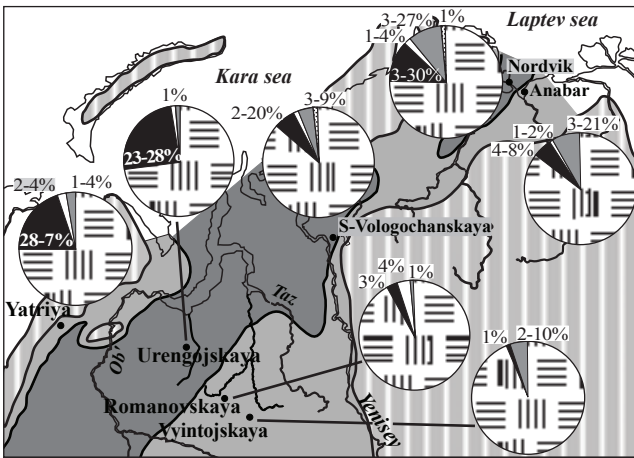 3-27%
1%
Laptev sea
1-4%
Nordvik
Kara sea
3-30%
Anabar
1%
2-20%
3-9%
3-21%
1-2%
4-8%
23-28%
2-4%
1-4%
28-7%
S-Vologochanskaya
4%
3%
1%
Taz
Yatriya
Ob'
Urengojskaya
1%
2-10%
Romanovskaya
Vyintojskaya
Yenisey